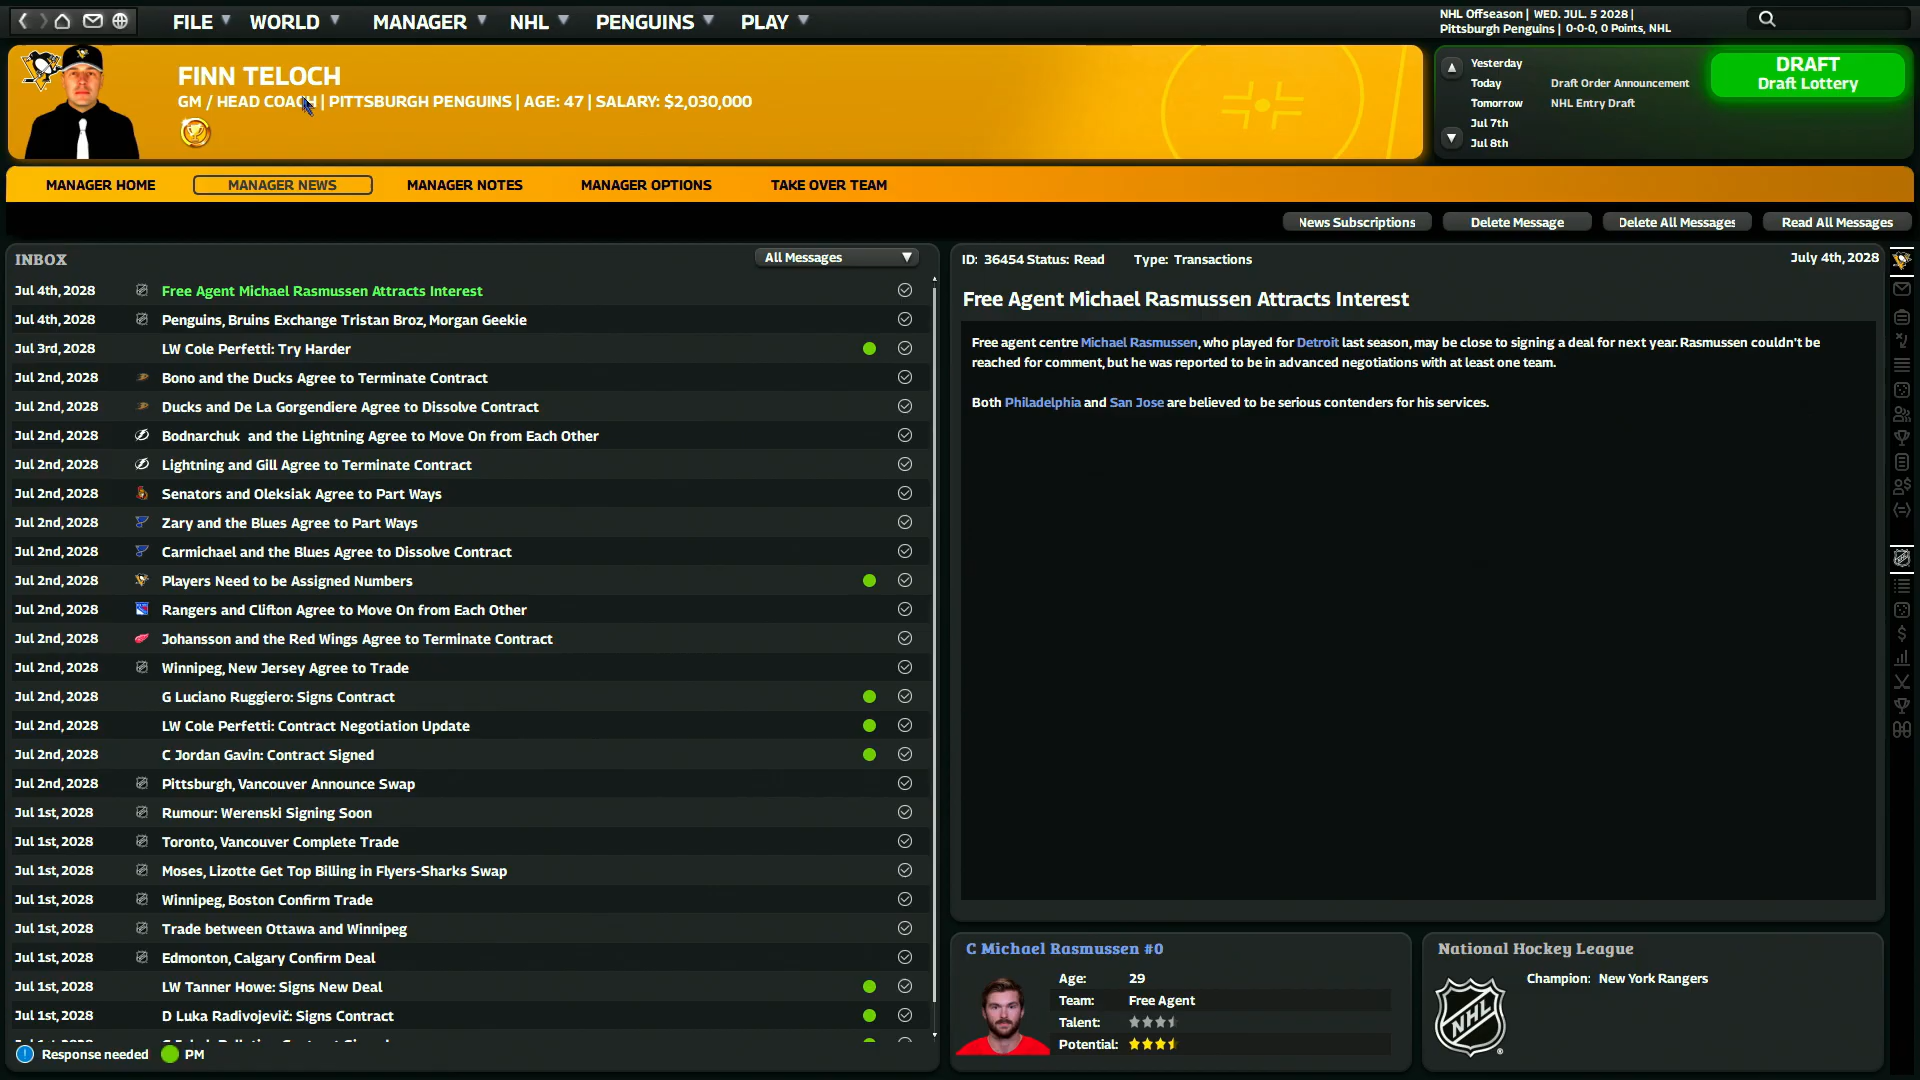 FILE WORLD MANAGER NHL PENGUINS PLAY
NHL Offseason | WED. JUL. 5 2028 |
Pittsburgh Penguins | 0-0-0, 0 Points, NHL
FINN TELOCH
GM / HEAD COACH | PITTSBURGH PENGUINS | AGE: 47 | SALARY: $2,030,000
Yesterday
Today Draft Order Announcement
Tomorrow NHL Entry Draft
Jul 7th
Jul 8th
DRAFT
Draft Lottery
MANAGER HOME MANAGER NEWS MANAGER NOTES MANAGER OPTIONS TAKE OVER TEAM
News Subscriptions Delete Message Delete All Messages Read All Messages
INBOX All Messages
Jul 4th, 2028 Free Agent Michael Rasmussen Attracts Interest
Jul 4th, 2028 Penguins, Bruins Exchange Tristan Broz, Morgan Geekie
Jul 3rd, 2028 LW Cole Perfetti: Try Harder
Jul 2nd, 2028 Bono and the Ducks Agree to Terminate Contract
Jul 2nd, 2028 Ducks and De La Gorgendiere Agree to Dissolve Contract
Jul 2nd, 2028 Bodnarchuk and the Lightning Agree to Move On from Each Other
Jul 2nd, 2028 Lightning and Gill Agree to Terminate Contract
Jul 2nd, 2028 Senators and Oleksiak Agree to Part Ways
Jul 2nd, 2028 Zary and the Blues Agree to Part Ways
Jul 2nd, 2028 Carmichael and the Blues Agree to Dissolve Contract
Jul 2nd, 2028 Players Need to be Assigned Numbers
Jul 2nd, 2028 Rangers and Clifton Agree to Move On from Each Other
Jul 2nd, 2028 Johansson and the Red Wings Agree to Terminate Contract
Jul 2nd, 2028 Winnipeg, New Jersey Agree to Trade
Jul 2nd, 2028 G Luciano Ruggiero: Signs Contract
Jul 2nd, 2028 LW Cole Perfetti: Contract Negotiation Update
Jul 2nd, 2028 C Jordan Gavin: Contract Signed
Jul 2nd, 2028 Pittsburgh, Vancouver Announce Swap
Jul 1st, 2028 Rumour: Werenski Signing Soon
Jul 1st, 2028 Toronto, Vancouver Complete Trade
Jul 1st, 2028 Moses, Lizotte Get Top Billing in Flyers-Sharks Swap
Jul 1st, 2028 Winnipeg, Boston Confirm Trade
Jul 1st, 2028 Trade between Ottawa and Winnipeg
Jul 1st, 2028 Edmonton, Calgary Confirm Deal
Jul 1st, 2028 LW Tanner Howe: Signs New Deal
Jul 1st, 2028 D Luka Radivojevič: Signs Contract
Response needed PM
ID: 36454 Status: Read Type: Transactions July 4th, 2028
Free Agent Michael Rasmussen Attracts Interest
Free agent centre Michael Rasmussen, who played for Detroit last season, may be close to signing a deal for next year. Rasmussen couldn't be
reached for comment, but he was reported to be in advanced negotiations with at least one team.
Both Philadelphia and San Jose are believed to be serious contenders for his services.
C Michael Rasmussen #0
Age: 29
Team: Free Agent
Talent:
Potential:
National Hockey League
Champion: New York Rangers
NHL